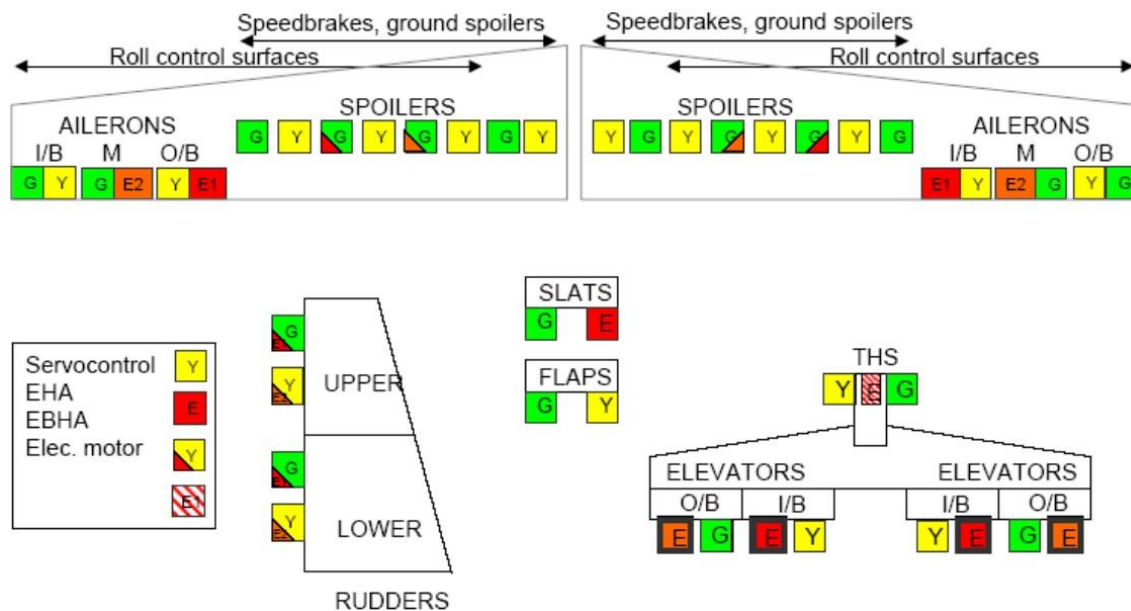 Speedbrakes, ground spoilers
Speedbrakes, ground spoilers
Roll control surfaces
Roll control surfaces
SPOILERS
SPOILERS
AILERONS
AILERONS
G Y G Y G Y G Y
Y G G Y G Y G
I/B M O/B
I/B M O/B
G Y G E2 Y E1
E1 Y E2 G Y G
SLATS
G E
FLAPS
G Y
G
Y
UPPER
G
Y
LOWER
RUDDERS
Servocontrol Y
EHA E
EBHA
Elec. motor Y
E1
THS
Y E G
ELEVATORS
ELEVATORS
O/B I/B
I/B O/B
E G E Y
Y E G E